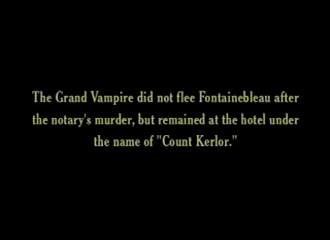 The Grand Vampire did not flee Fontainebleau after
the notary's murder, but remained at the hotel under
the name of "Count Kerlor."